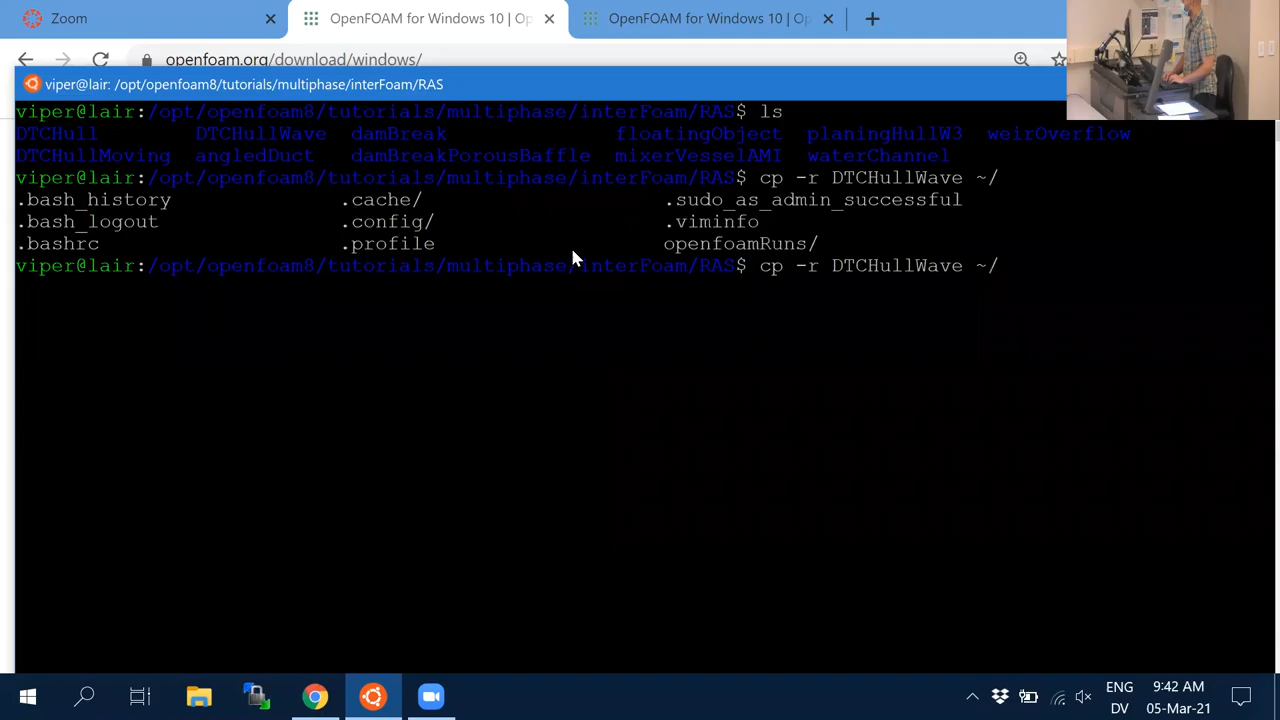 Zoom
OpenFOAM for Windows 10 | Op
OpenFOAM for Windows 10 | Op
openfoam.org/download/windows/
viper@lair: /opt/openfoam8/tutorials/multiphase/interFoam/RAS
viper@lair:/opt/openfoam8/tutorials/multiphase/interFoam/RAS$ ls
DTCHull DTCHullWave damBreak floatingObject planingHullW3 weirOverflow
DTCHullMoving angledDuct damBreakPorousBaffle mixerVesselAMI waterChannel
viper@lair:/opt/openfoam8/tutorials/multiphase/interFoam/RAS$ cp -r DTCHullWave ~/
.bash_history .cache/ .sudo_as_admin_successful
.bash_logout .config/ .viminfo
.bashrc .profile openfoamRuns/
viper@lair:/opt/openfoam8/tutorials/multiphase/interFoam/RAS$ cp -r DTCHullWave ~/
ENG 9:42 AM
DV 05-Mar-21